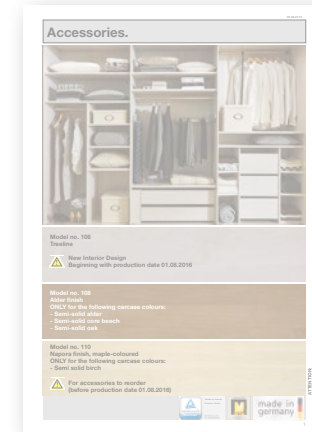 Accessories.
Model no. 106
Texline
New Interior Design
Beginning with production date 01.08.2016
Model no. 108
Alder finish
ONLY for the following carcase colours:
- Semi-solid alder
- Semi-solid core beech
- Semi-solid oak
Model no. 110
Napora finish, maple-coloured
ONLY for the following carcase colours:
- Semi solid birch
For accessories to reorder
(before production date 01.08.2016)
ATTENTION
made in
germany